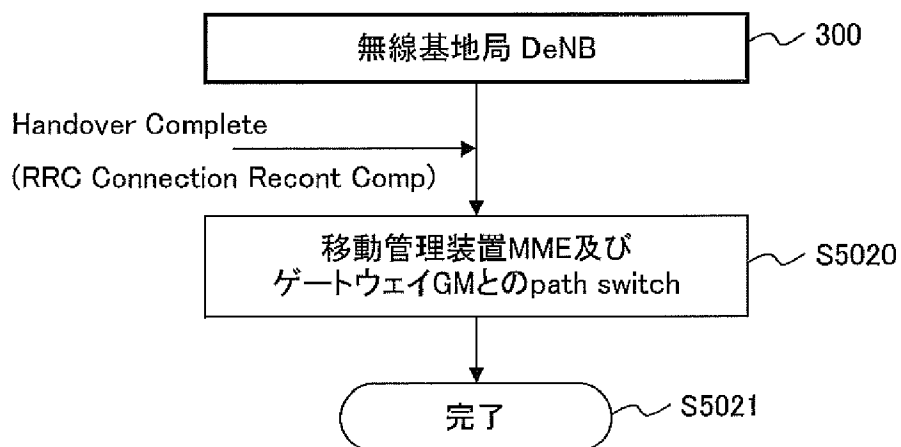 無線基地局 DeNB
300
Handover Complete
(RRC Connection Recont Comp)
移動管理装置MME及び
ゲートウェイGMとのpath switch
S5020
完了
S5021